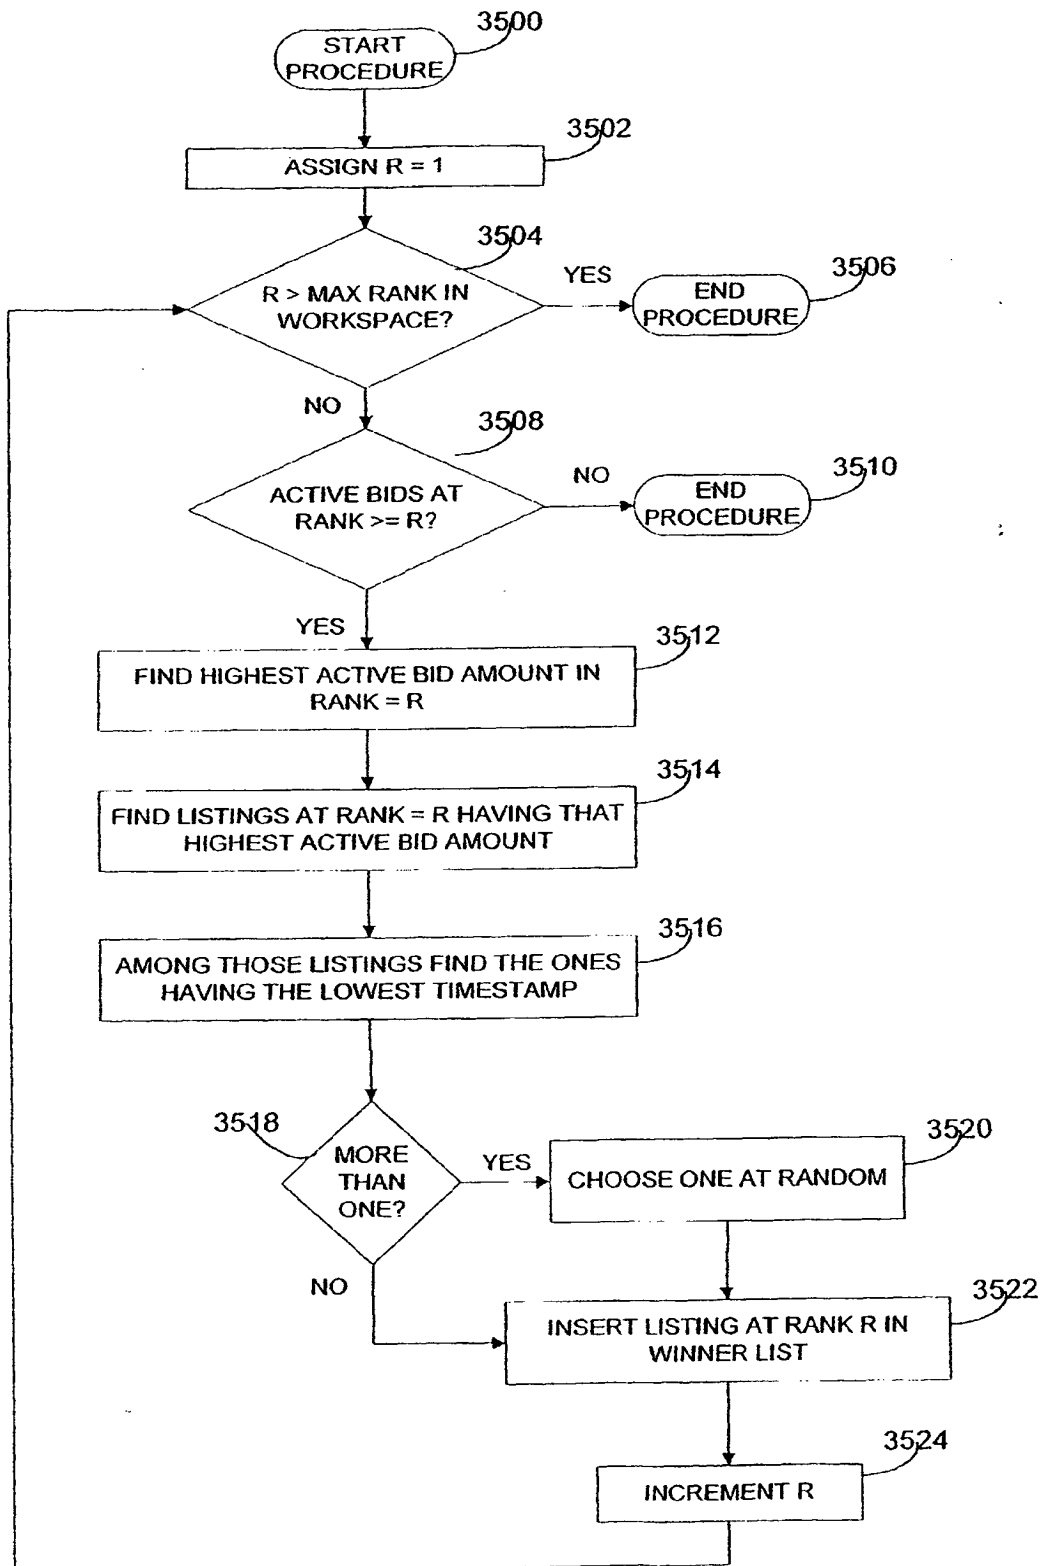 3500
START
PROCEDURE
3502
ASSIGN R = 1
3504
R > MAX RANK IN
WORKSPACE?
YES
3506
END
PROCEDURE
NO
3508
ACTIVE BIDS AT
RANK >= R?
NO
3510
END
PROCEDURE
YES
3512
FIND HIGHEST ACTIVE BID AMOUNT IN
RANK = R
3514
FIND LISTINGS AT RANK = R HAVING THAT
HIGHEST ACTIVE BID AMOUNT
3516
AMONG THOSE LISTINGS FIND THE ONES
HAVING THE LOWEST TIMESTAMP
3518
MORE
THAN
ONE?
YES
3520
CHOOSE ONE AT RANDOM
NO
3522
INSERT LISTING AT RANK R IN
WINNER LIST
3524
INCREMENT R